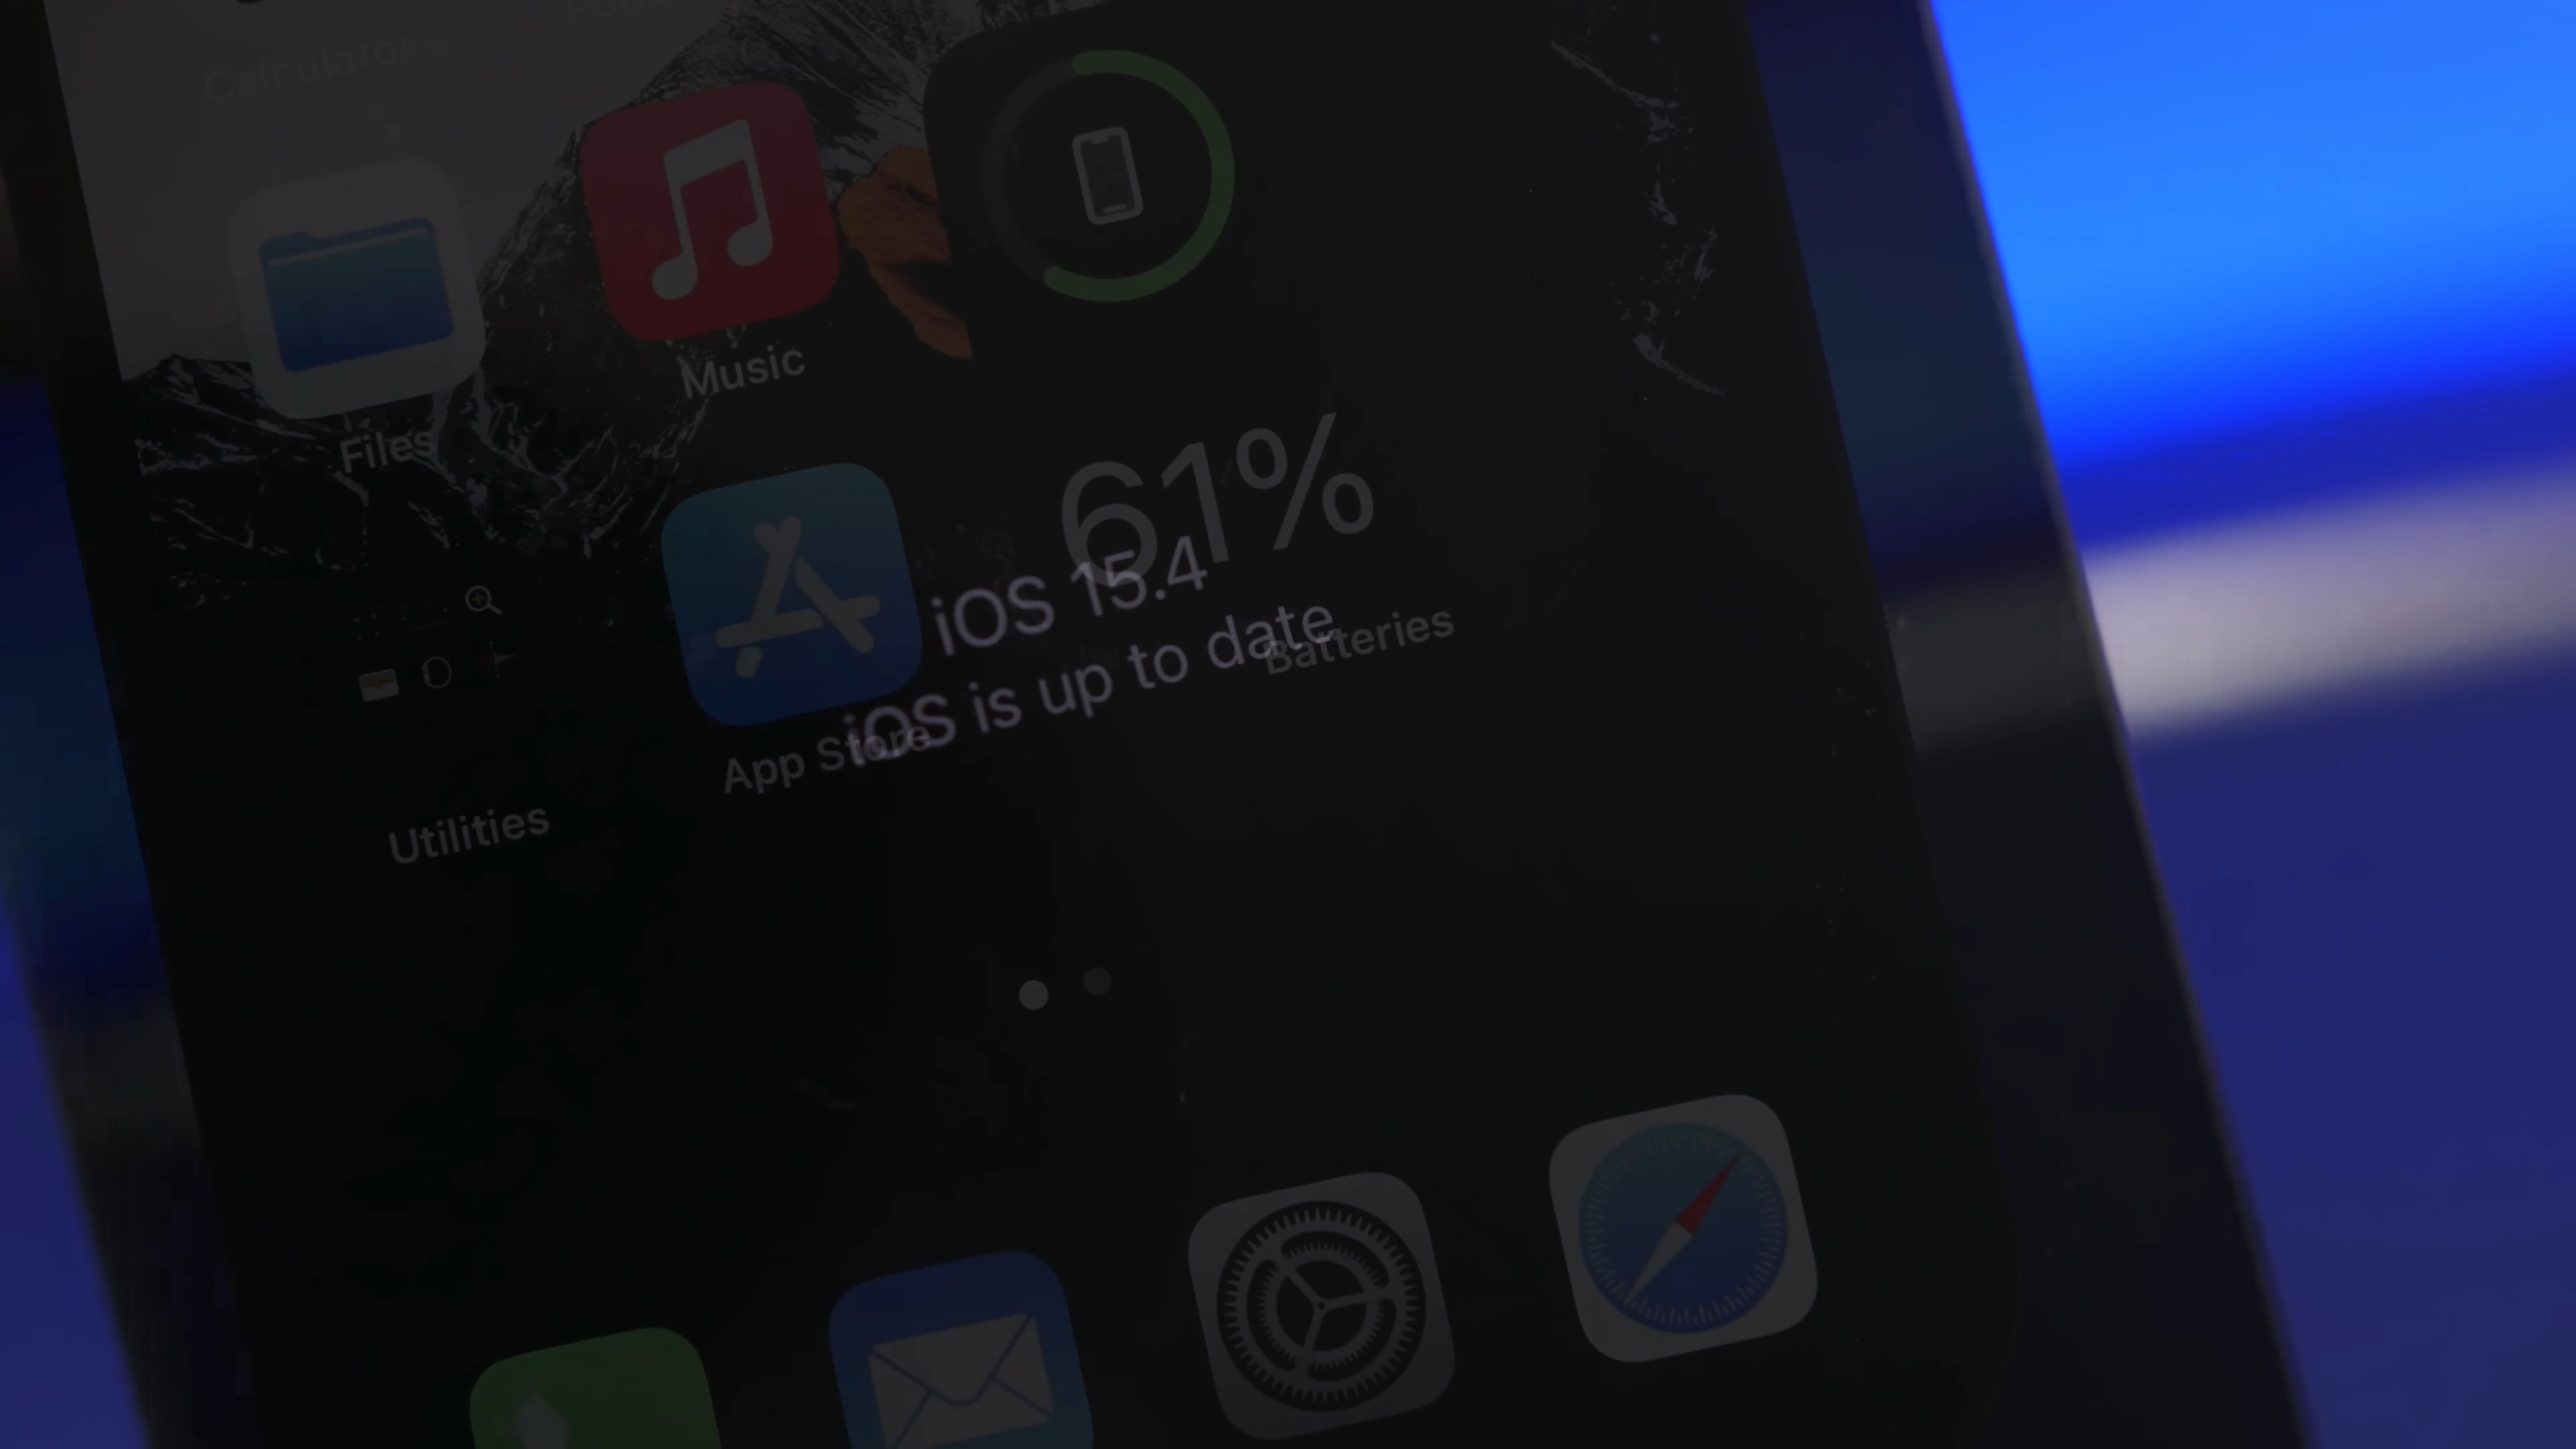 Calculator
Music
Files
61%
iOS 15.4
Batteries
iOS is up to date
App Store
Utilities